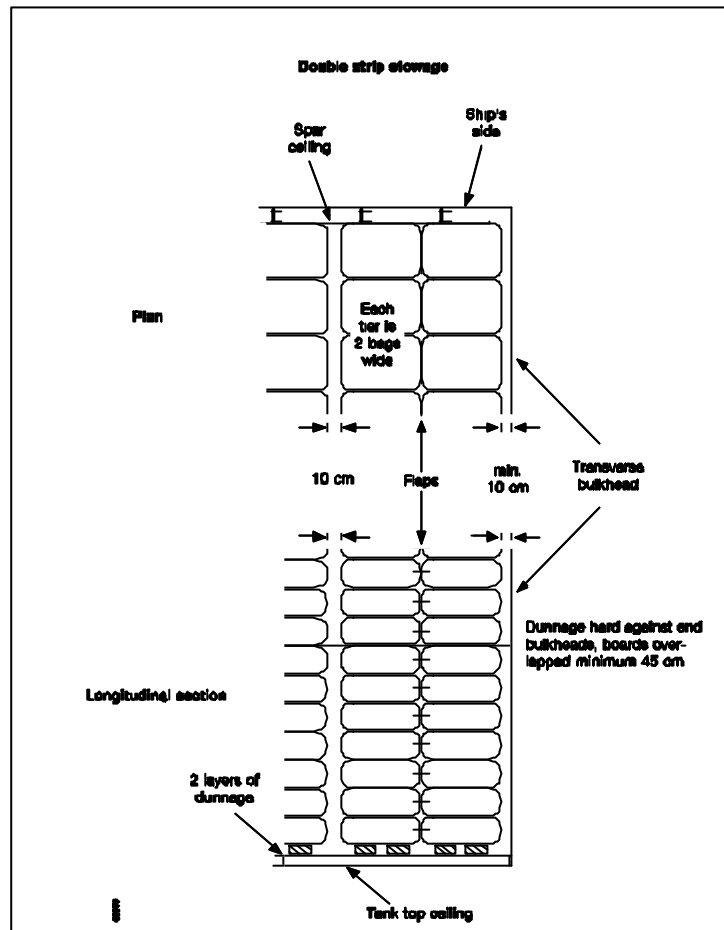 Double strip stowage
Spar
ceiling
Ship's
side
Plan
Each
tier is
2 bags
wide
10 cm
Flaps
min.
10 cm
Transverse
bulkhead
Dunnage hard against end
bulkheads, boards over-
lapped minimum 45 cm
Longitudinal section
2 layers of
dunnage
Tank top ceiling